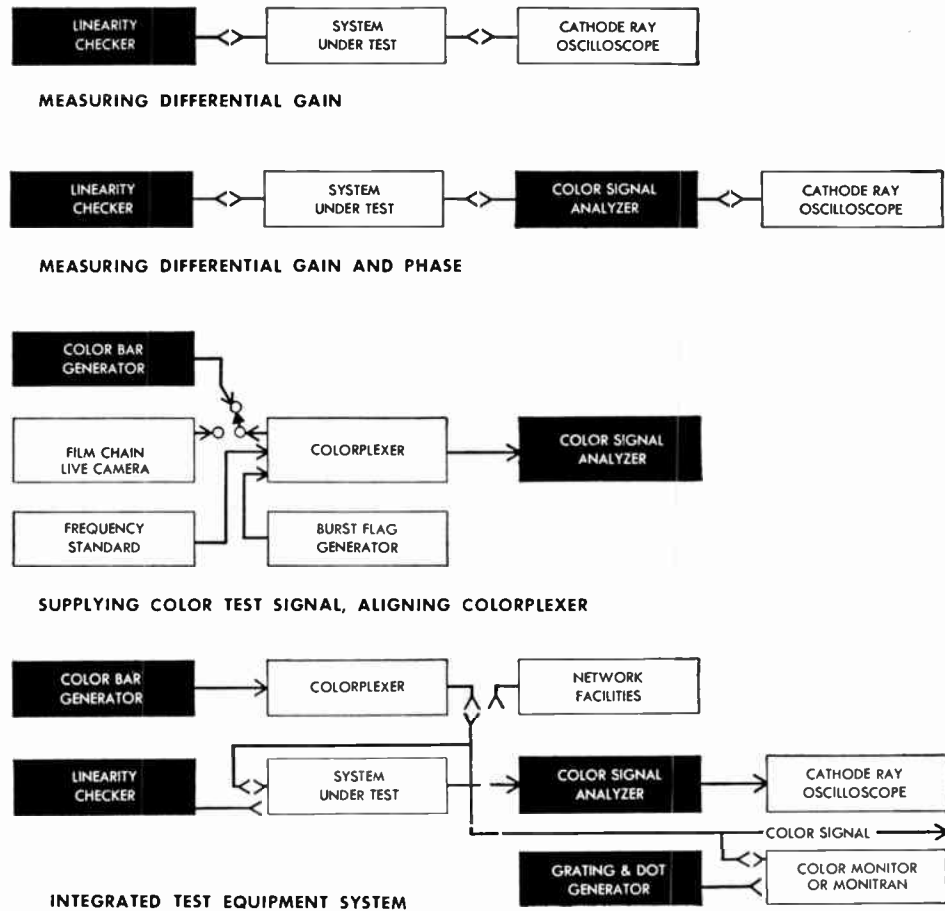 LINEARITY
CHECKER
SYSTEM
UNDER TEST
CATHODE RAY
OSCILLOSCOPE
MEASURING DIFFERENTIAL GAIN
LINEARITY
CHECKER
SYSTEM
UNDER TEST
COLOR SIGNAL
ANALYZER
CATHODE RAY
OSCILLOSCOPE
MEASURING DIFFERENTIAL GAIN AND PHASE
COLOR BAR
GENERATOR
FILM CHAIN
LIVE CAMERA
COLORPLEXER
COLOR SIGNAL
ANALYZER
FREQUENCY
STANDARD
BURST FLAG
GENERATOR
SUPPLYING COLOR TEST SIGNAL, ALIGNING COLORPLEXER
COLOR BAR
GENERATOR
COLORPLEXER
NETWORK
FACILITIES
LINEARITY
CHECKER
SYSTEM
UNDER TEST
COLOR SIGNAL
ANALYZER
CATHODE RAY
OSCILLOSCOPE
COLOR SIGNAL
GRATING & DOT
GENERATOR
COLOR MONITOR
OR MONITRAN
INTEGRATED TEST EQUIPMENT SYSTEM